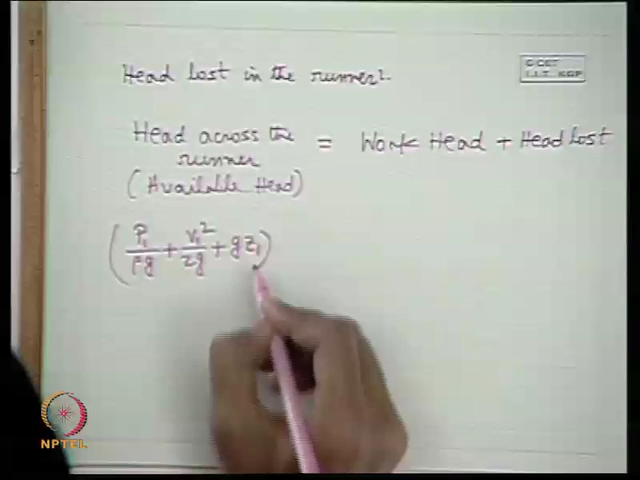 Head lost in the runner?
© CET
I.I.T. KGP
Head across the runner = Work Head + Head lost
(Available Head)
(P₁/ρg + V₁²/2g + gz₁)
NPTEL